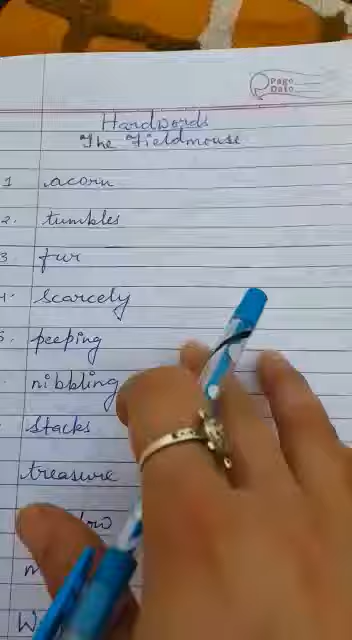 Page
Date
Hardwords
The Fieldmouse
1 acorn
2. tumbles
3 fur
4. scarcely
5. peeping
nibbling
stacks
treasure